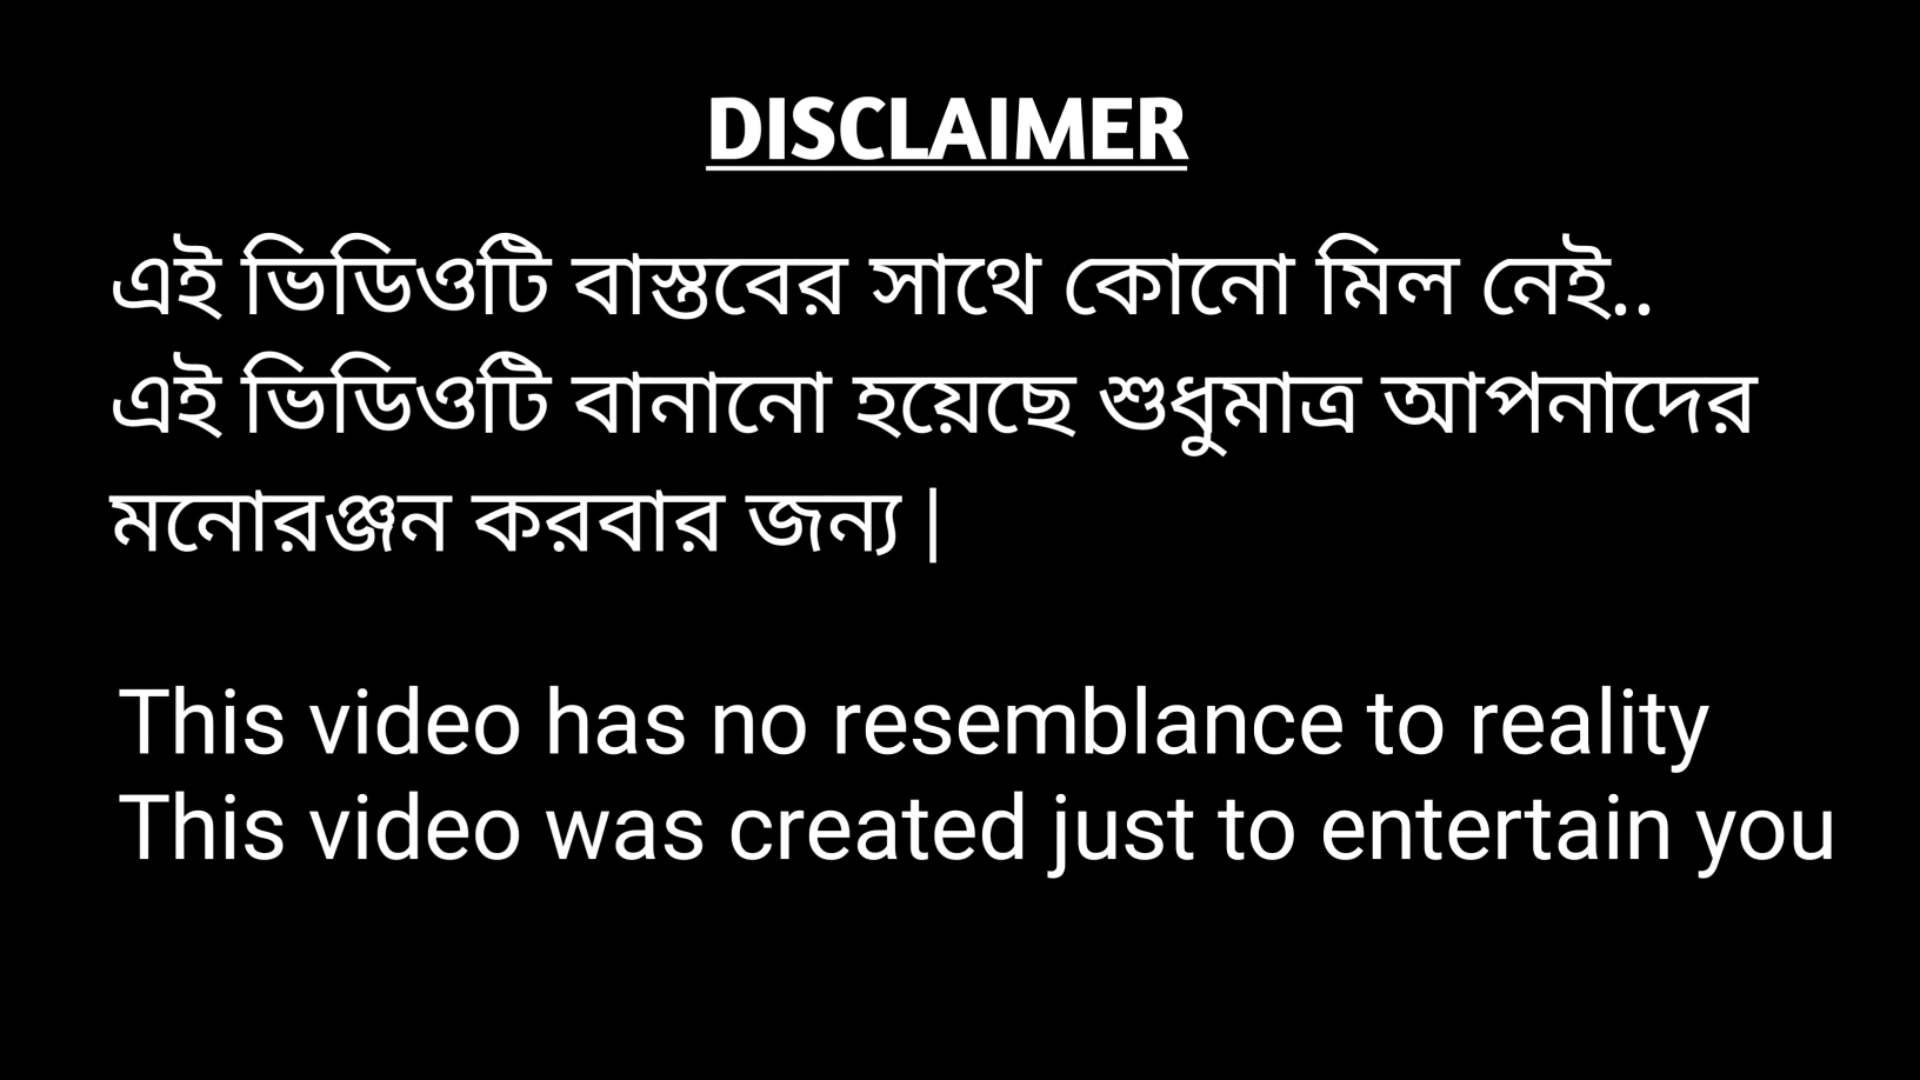 DISCLAIMER
এই ভিডিওটি বাস্তবের সাথে কোনো মিল নেই..
এই ভিডিওটি বানানো হয়েছে শুধুমাত্র আপনাদের
মনোরঞ্জন করবার জন্য |
This video has no resemblance to reality
This video was created just to entertain you